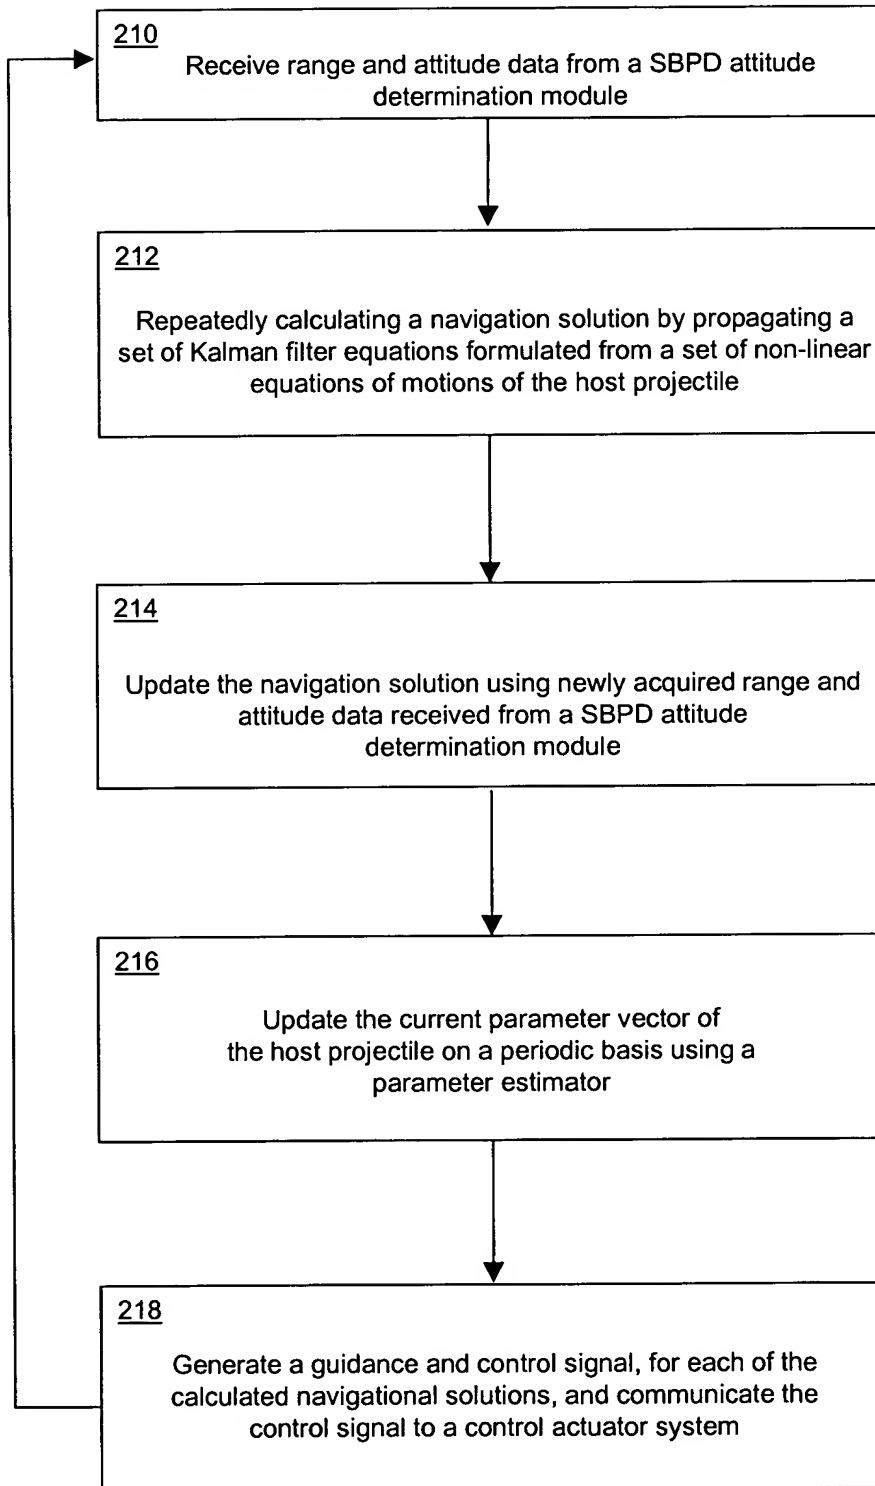 210
Receive range and attitude data from a SBPD attitude
determination module
212
Repeatedly calculating a navigation solution by propagating a
set of Kalman filter equations formulated from a set of non-linear
equations of motions of the host projectile
214
Update the navigation solution using newly acquired range and
attitude data received from a SBPD attitude
determination module
216
Update the current parameter vector of
the host projectile on a periodic basis using a
parameter estimator
218
Generate a guidance and control signal, for each of the
calculated navigational solutions, and communicate the
control signal to a control actuator system